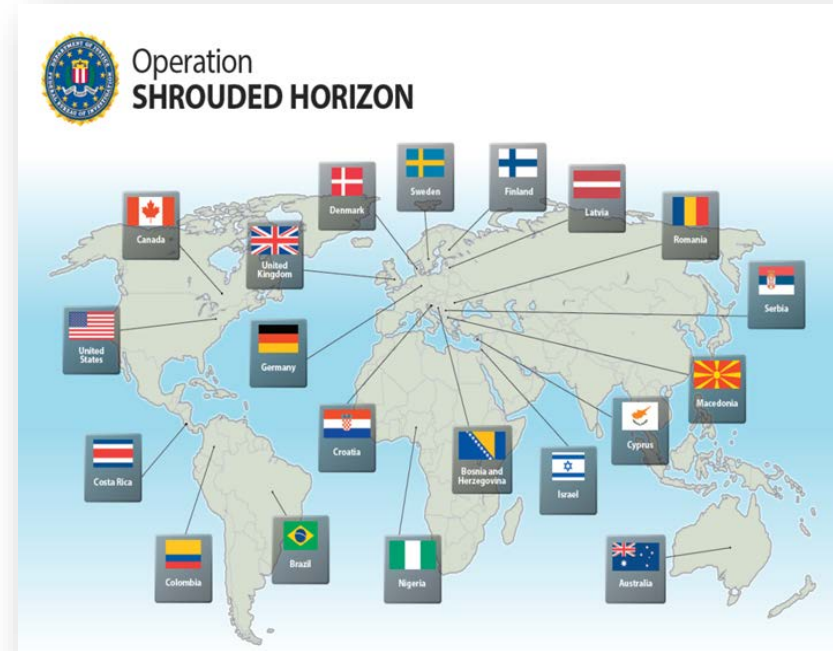 Operation
SHROUDED HORIZON
Sweden
Finland
Denmark
Latvia
Canada
United
Kingdom
Romania
Serbia
United
States
Germany
Macedonia
Croatia
Bosnia and
Herzegovina
Cyprus
Costa Rica
Israel
Colombia
Brazil
Nigeria
Australia